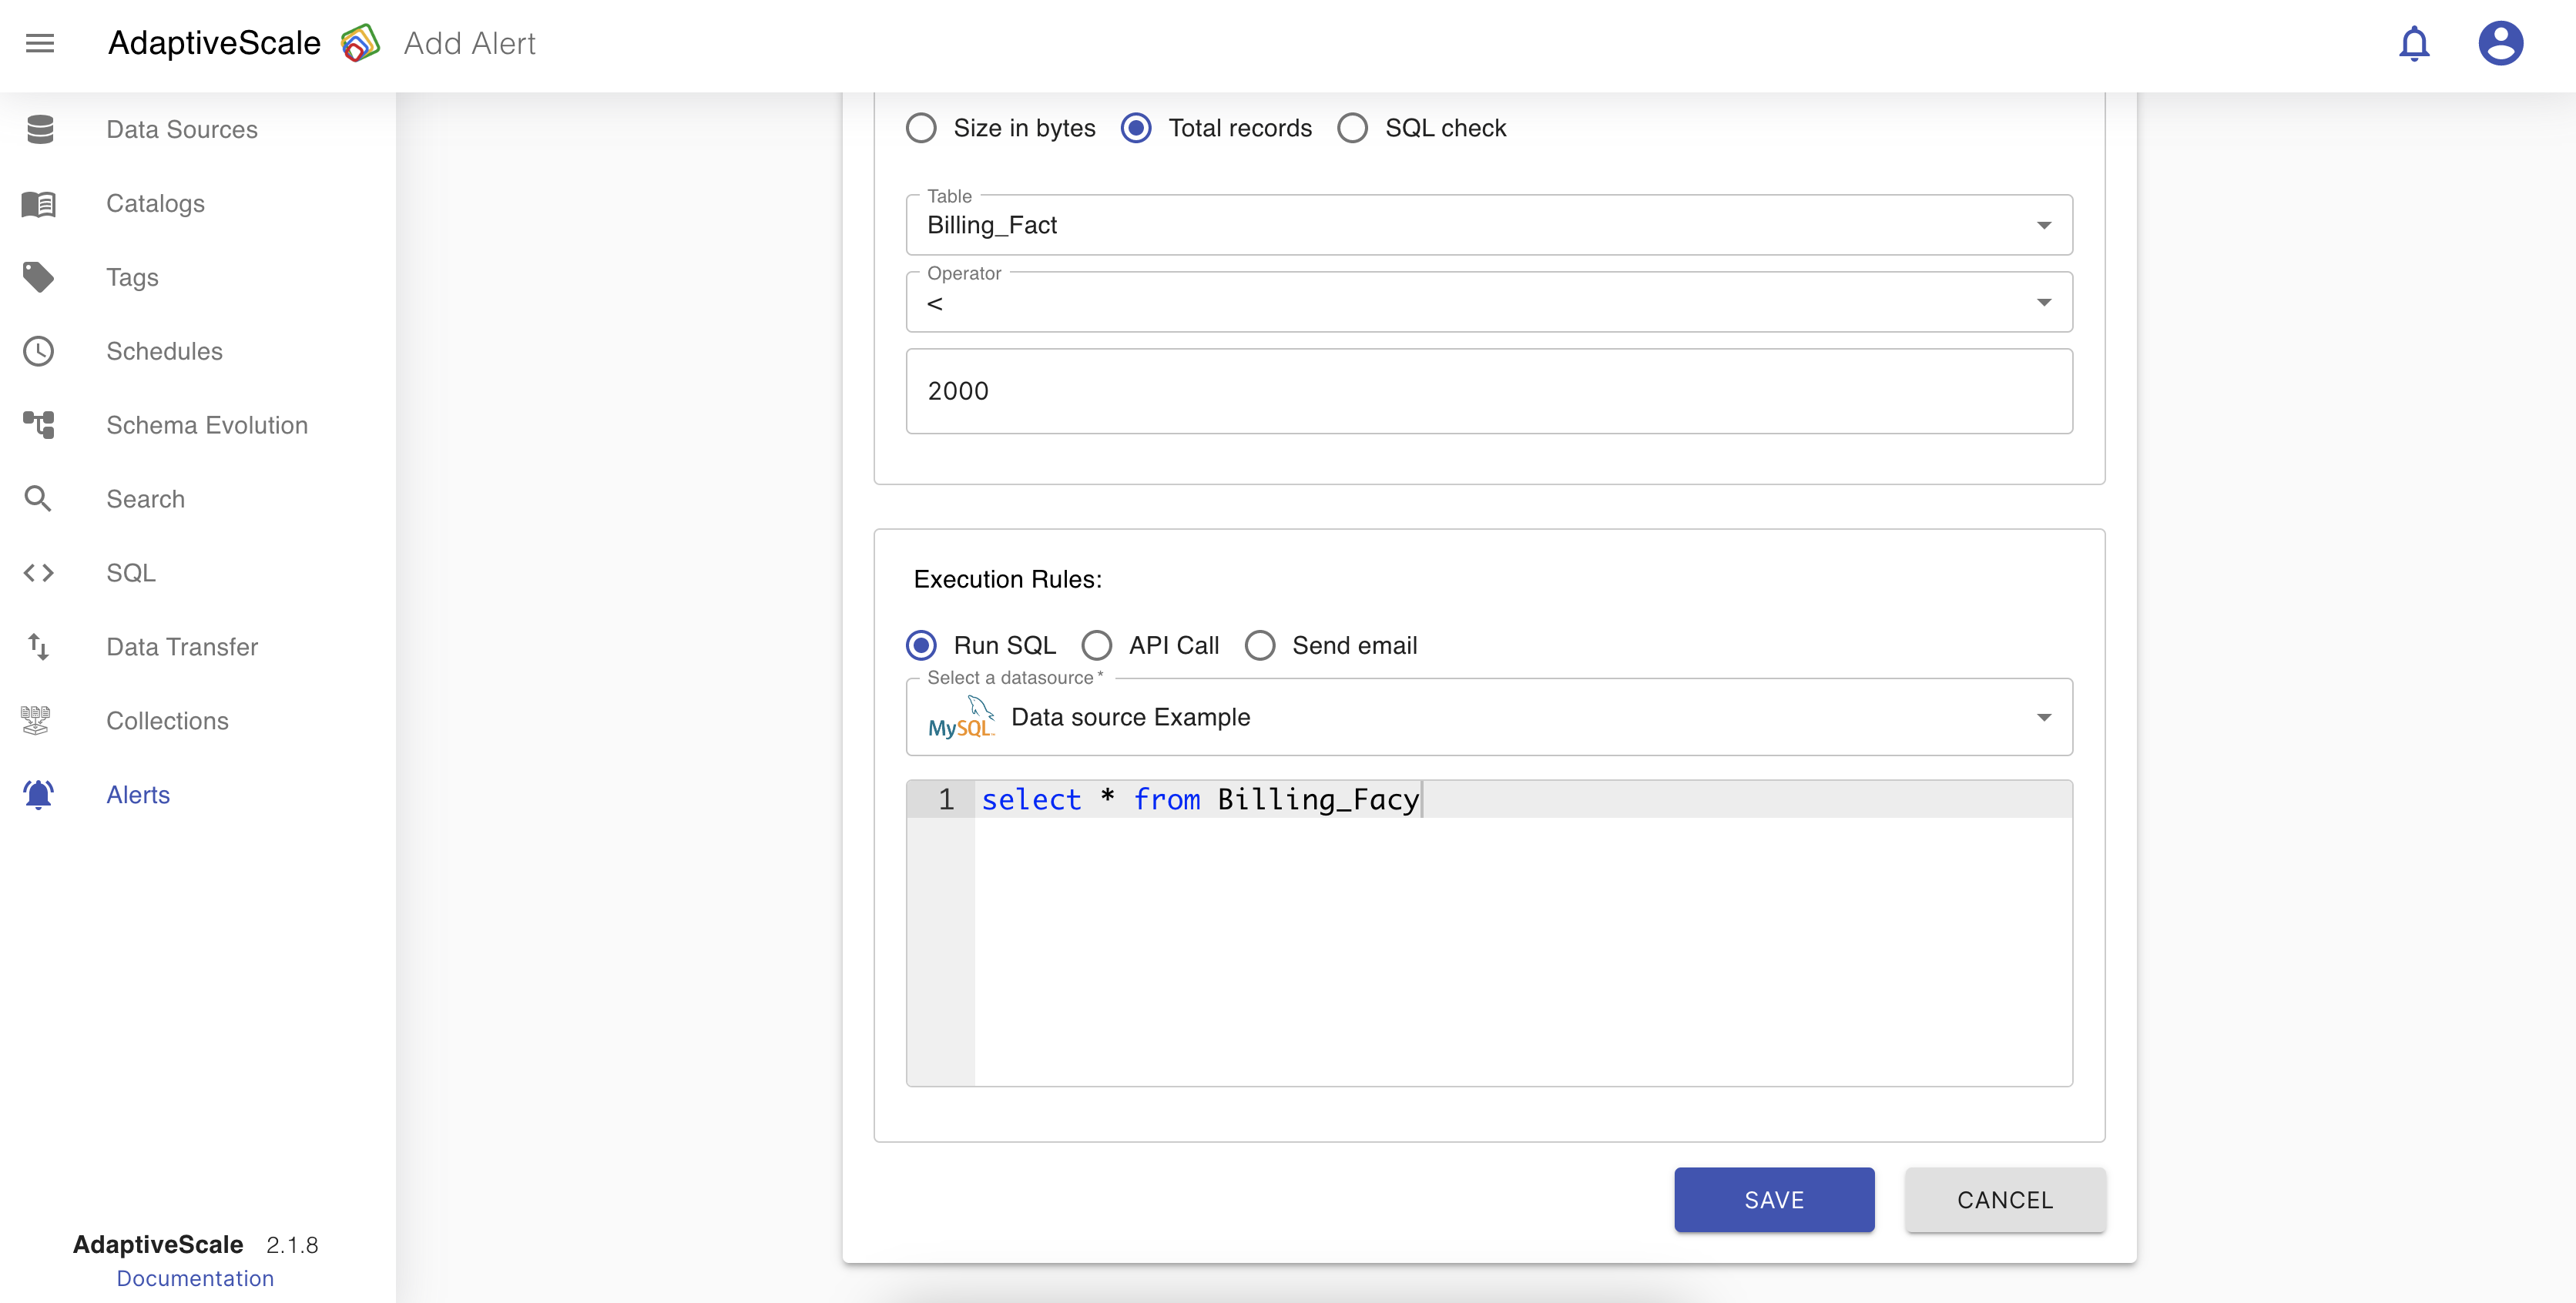 AdaptiveScale Add Alert
Data Sources
Catalogs
Tags
Schedules
Schema Evolution
Search
SQL
Data Transfer
Collections
Alerts
AdaptiveScale 2.1.8
Documentation
Size in bytes Total records SQL check
Table
Billing_Fact
Operator
<
2000
Execution Rules:
Run SQL API Call Send email
Select a datasource *
MySQL™ Data source Example
1 select * from Billing_Facy
SAVE CANCEL